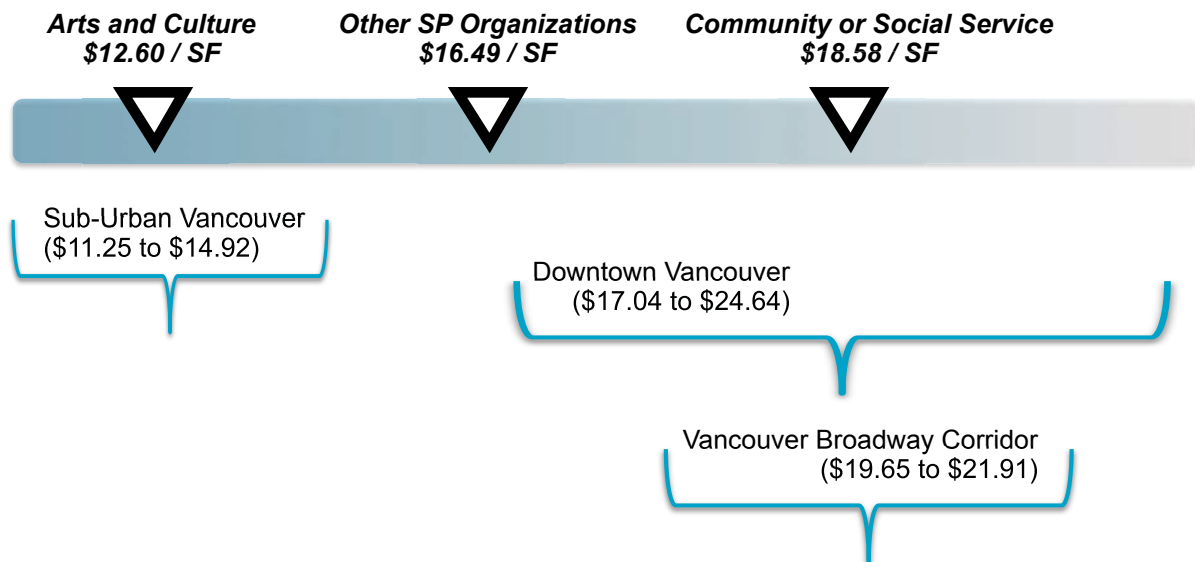 Arts and Culture
$12.60 / SF
Other SP Organizations
$16.49 / SF
Community or Social Service
$18.58 / SF
Sub-Urban Vancouver
($11.25 to $14.92)
Downtown Vancouver
($17.04 to $24.64)
Vancouver Broadway Corridor
($19.65 to $21.91)